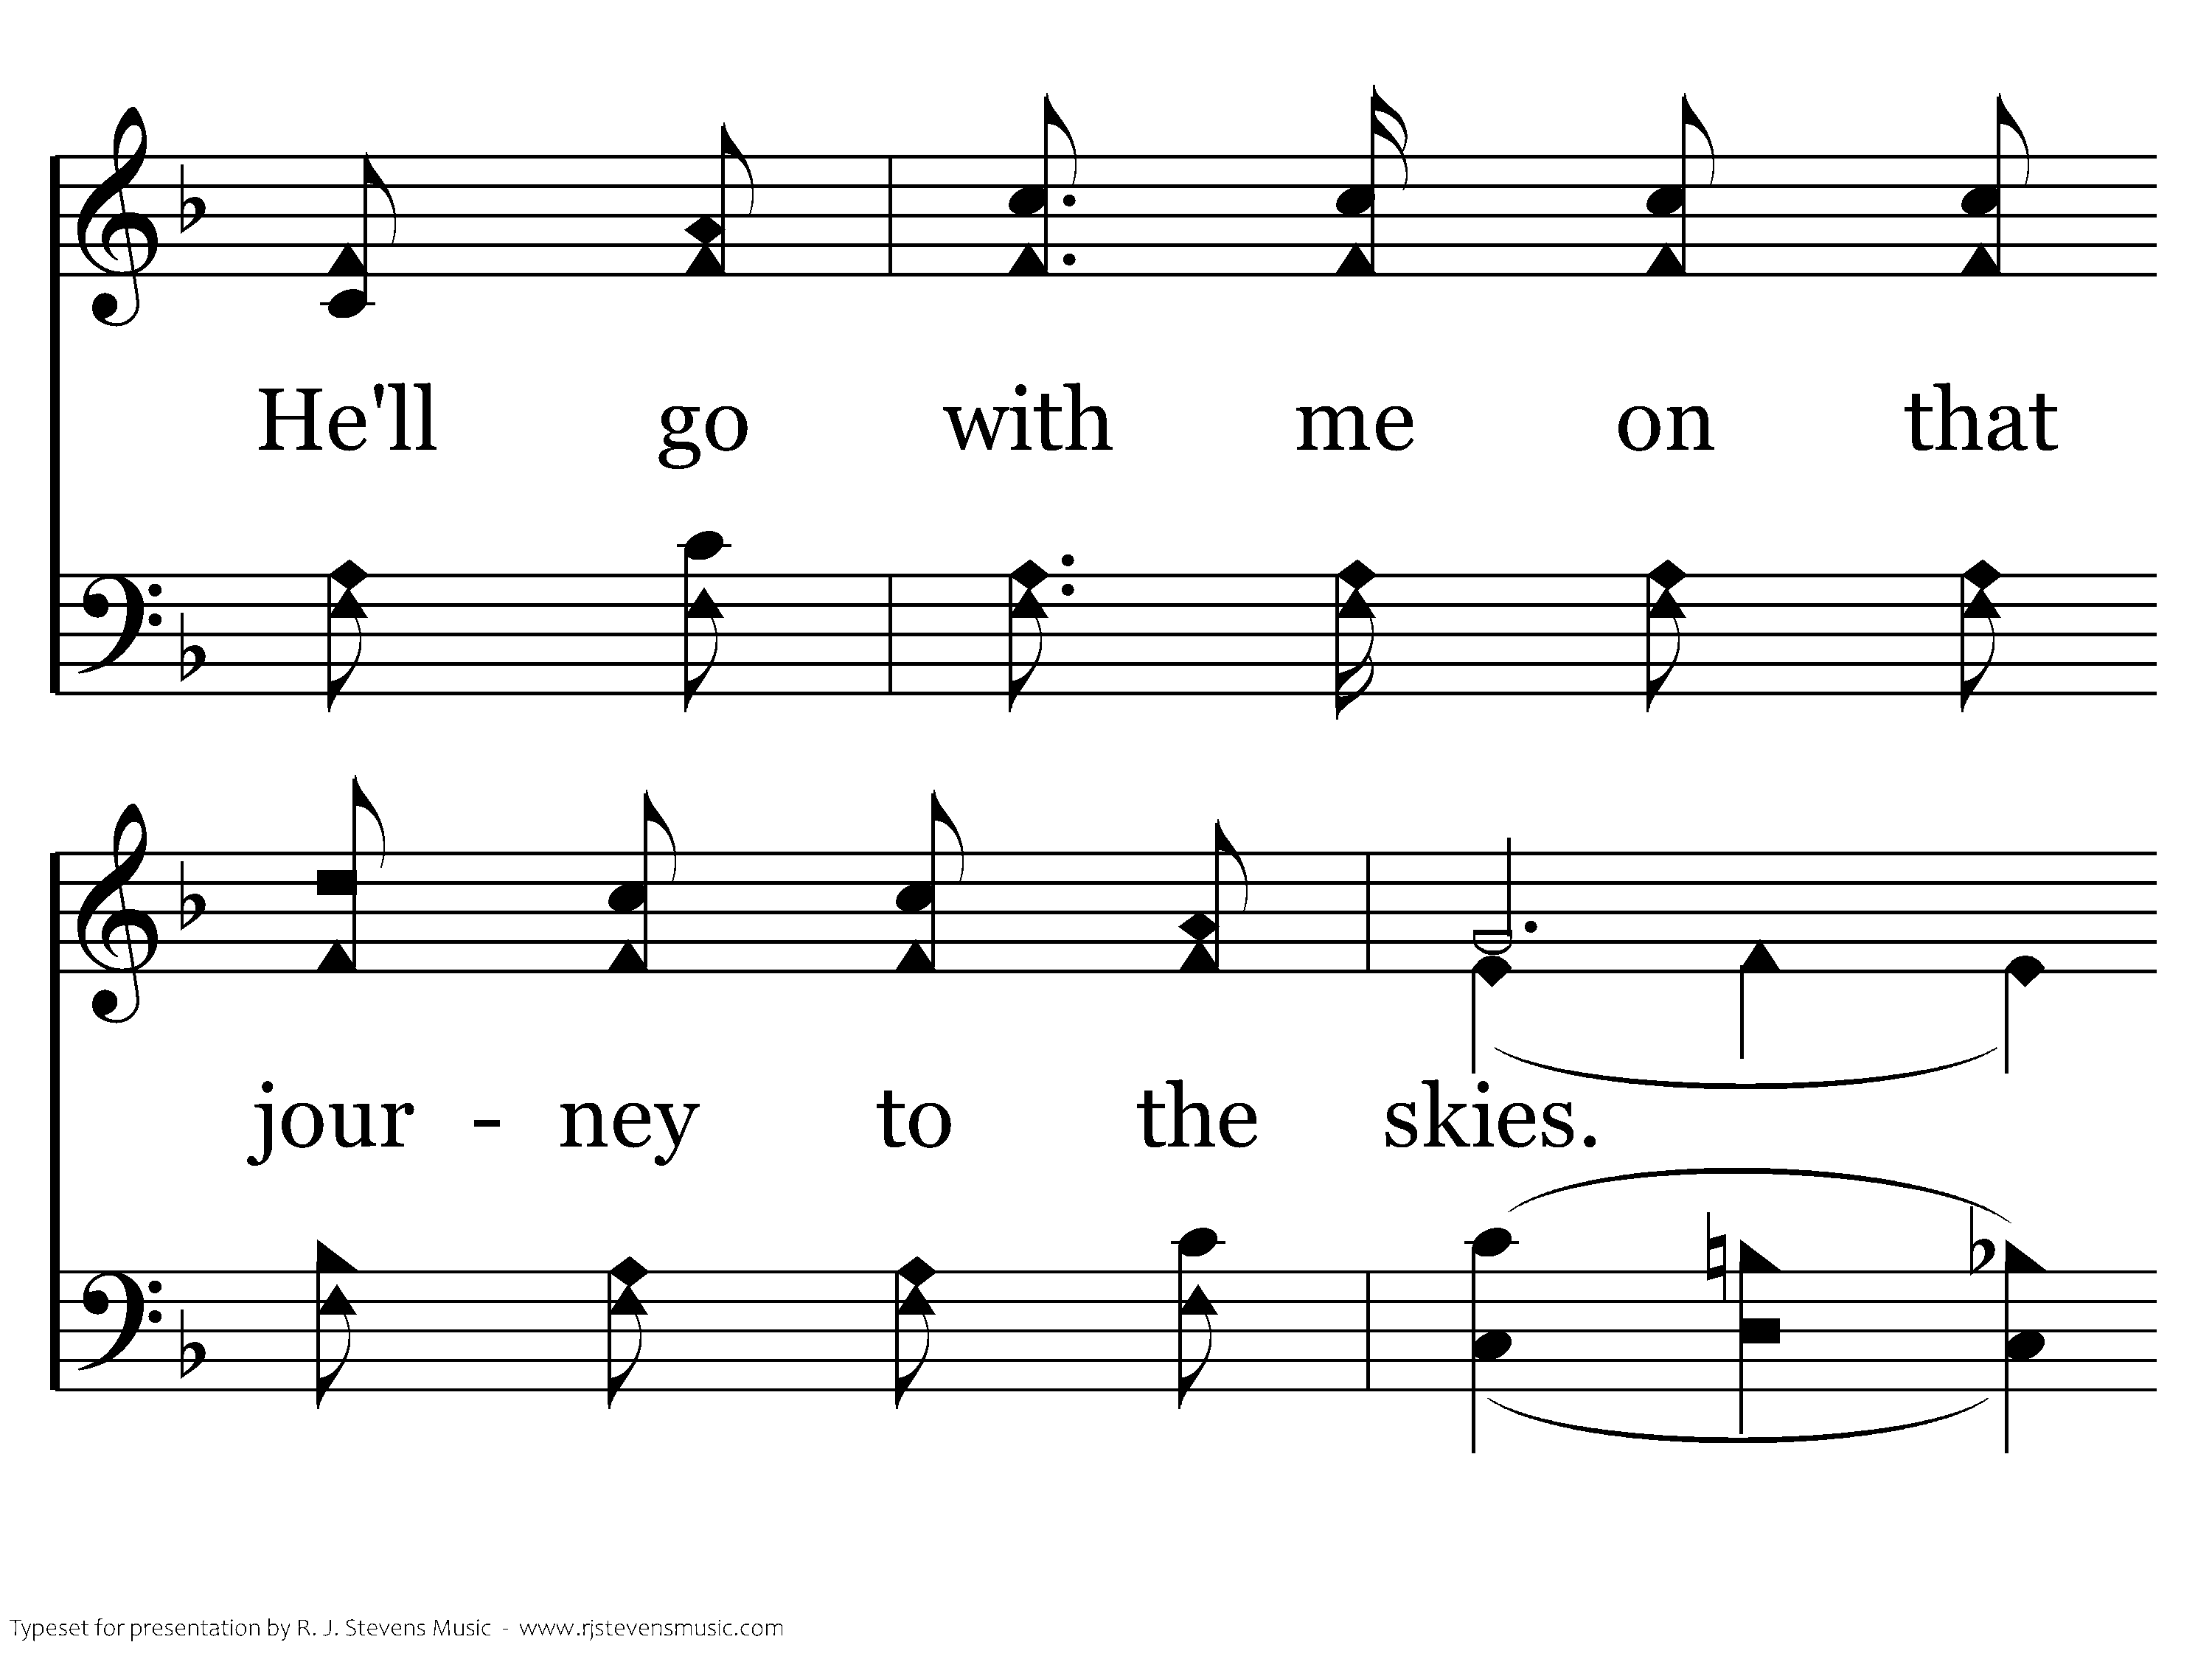 He'll go with me on that
jour - ney to the skies.
Typeset for presentation by R. J. Stevens Music - www.rjstevensmusic.com